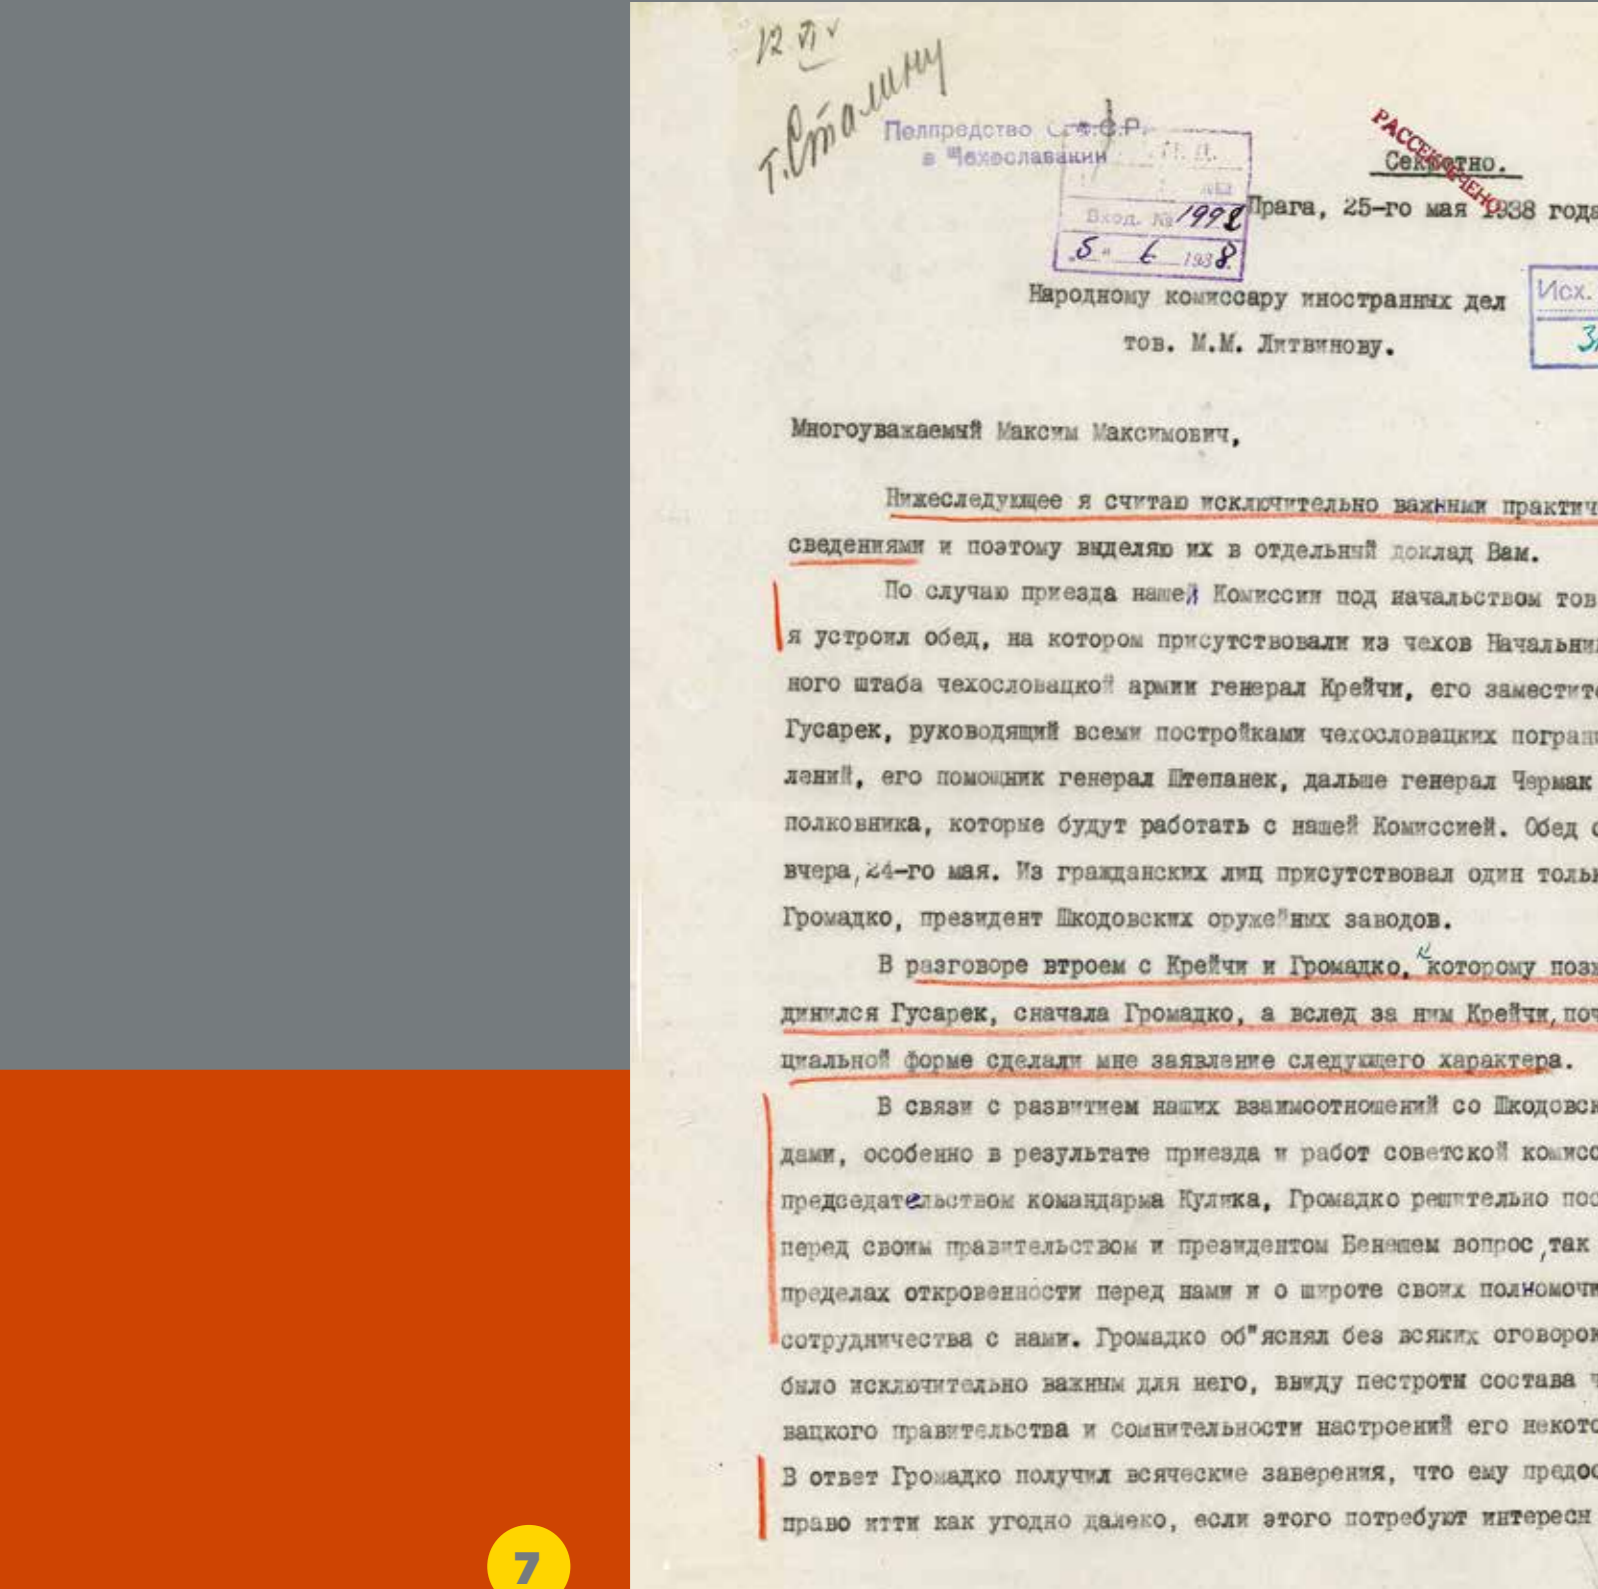 12 VI
т. Сталину
Полпредство С.С.С.Р.
в Чехославакии
РАССЕКРЕЧЕНО
Секретно.
Вход. № 1992
5 " 6 1938.
Прага, 25-го мая 1938 года
Народному комиссару иностранных дел
тов. М.М. Литвинову.
Исх.
Многоуважаемый Максим Максимович,
Нижеследующее я считаю исключительно важными практич
сведениями и поэтому выделяю их в отдельный доклад Вам.
По случаю приезда нашей Комиссии под начальством тов
я устроил обед, на котором присутствовали из чехов Начальни
ного штаба чехословацкой армии генерал Крейчи, его заместит
Гусарек, руководящий всеми постройками чехословацких погран
лений, его помощник генерал Штепанек, дальше генерал Чермак
полковника, которые будут работать с нашей Комиссией. Обед
вчера, 24-го мая. Из гражданских лиц присутствовал один толь
Громадко, президент Шкодовских оружейных заводов.
В разговоре втроем с Крейчи и Громадко, к которому поз
динился Гусарек, сначала Громадко, а вслед за ним Крейчи, поч
циальной форме сделали мне заявление следующего характера.
В связи с развитием наших взаимоотношений со Шкодовск
дами, особенно в результате приезда и работ советской комисс
председательством командарма Кулика, Громадко решительно пос
перед своим правительством и президентом Бенешем вопрос, так
пределах откровенности перед нами и о широте своих полномочи
сотрудничества с нами. Громадко об"яснял без всяких оговорок
было исключительно важным для него, ввиду пестроты состава ч
вацкого правительства и сомнительности настроений его некото
В ответ Громадко получил всяческие заверения, что ему предос
право итти как угодно далеко, если этого потребуют интересы
7